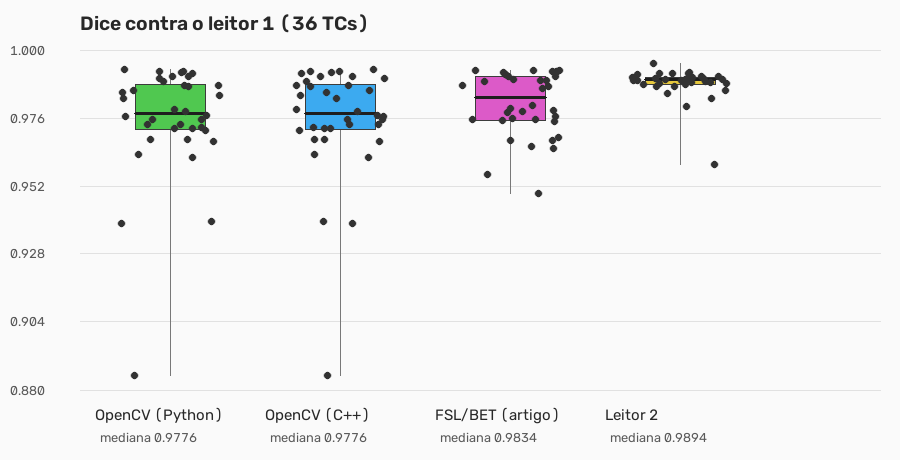 Dice contra o leitor 1 (36 TCs)
1.000
0.976
0.952
0.928
0.904
0.880
OpenCV (Python) OpenCV (C++) FSL/BET (artigo) Leitor 2
mediana 0.9776 mediana 0.9776 mediana 0.9834 mediana 0.9894